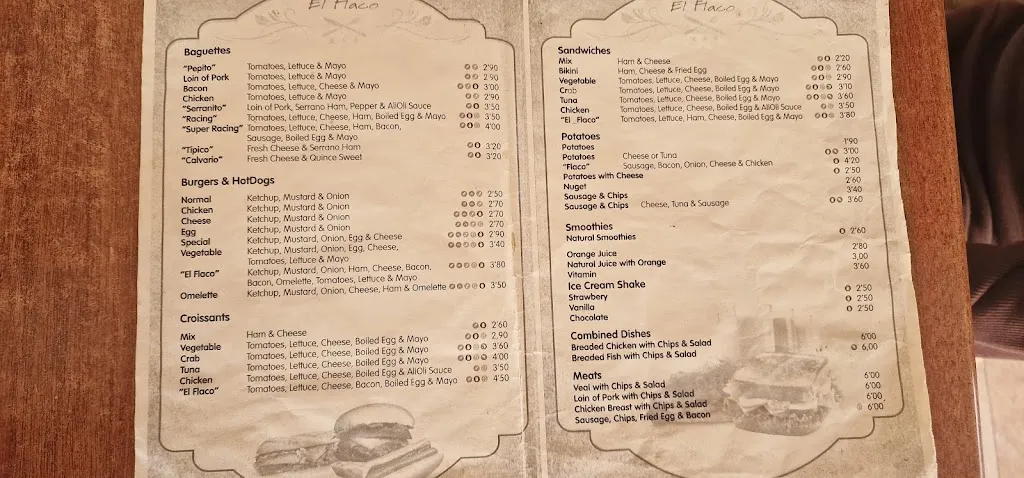 El Flaco
Baguettes
"Pepito" Tomatoes, Lettuce & Mayo 2'90
Loin of Pork Tomatoes, Lettuce & Mayo 2'90
Bacon Tomatoes, Lettuce, Cheese & Mayo 3'00
Chicken Tomatoes, Lettuce & Mayo 2'90
"Serranito" Loin of Pork, Serrano Ham, Pepper & AliOli Sauce 3'50
"Racing" Tomatoes, Lettuce, Cheese, Ham, Boiled Egg & Mayo 3'50
"Super Racing" Tomatoes, Lettuce, Cheese, Ham, Bacon, 4'00
Sausage, Boiled Egg & Mayo
"Tipico" Fresh Cheese & Serrano Ham 3'20
"Calvario" Fresh Cheese & Quince Sweet 3'20
Burgers & HotDogs
Normal Ketchup, Mustard & Onion 2'50
Chicken Ketchup, Mustard & Onion 2'70
Cheese Ketchup, Mustard & Onion 2'70
Egg Ketchup, Mustard & Onion 2'70
Special Ketchup, Mustard, Onion, Egg & Cheese 2'90
Vegetable Ketchup, Mustard, Onion, Egg, Cheese, 3'40
Tomatoes, Lettuce & Mayo
"El Flaco" Ketchup, Mustard, Onion, Ham, Cheese, Bacon, 3'80
Bacon, Omelette, Tomatoes, Lettuce & Mayo
Omelette Ketchup, Mustard, Onion, Cheese, Ham & Omelette 3'50
Croissants
Mix Ham & Cheese 2'60
Vegetable Tomatoes, Lettuce, Cheese, Boiled Egg & Mayo 2,90
Crab Tomatoes, Lettuce, Cheese, Boiled Egg & Mayo 3'60
Tuna Tomatoes, Lettuce, Cheese, Boiled Egg & Mayo 4'00
Chicken Tomatoes, Lettuce, Cheese, Boiled Egg & AliOli Sauce 3'50
"El Flaco" Tomatoes, Lettuce, Cheese, Bacon, Boiled Egg & Mayo 4'50
El Flaco
Sandwiches
Mix Ham & Cheese 2'20
Bikini Ham, Cheese & Fried Egg 2'60
Vegetable Tomatoes, Lettuce, Cheese, Boiled Egg & Mayo 2'90
Crab Tomatoes, Lettuce, Cheese, Boiled Egg & Mayo 3'10
Tuna Tomatoes, Lettuce, Cheese, Boiled Egg & Mayo 3'60
Chicken Tomatoes, Lettuce, Cheese, Boiled Egg & AliOli Sauce 3'50
"El Flaco" Tomatoes, Lettuce, Ham, Cheese, Boiled Egg & Mayo 3'80
Potatoes
Potatoes 1'90
Potatoes Cheese or Tuna 3'00
"Flaco" Sausage, Bacon, Onion, Cheese & Chicken 4'20
Potatoes with Cheese 2'50
Nuget 2'60
Sausage & Chips 3'40
Sausage & Chips Cheese, Tuna & Sausage 3'60
Smoothies
Natural Smoothies 2'60
Orange Juice 2'80
Natural Juice with Orange 3,00
Vitamin 3'60
Ice Cream Shake
Strawbery 2'50
Vanilla 2'50
Chocolate 2'50
Combined Dishes
Breaded Chicken with Chips & Salad 6'00
Breaded Fish with Chips & Salad 6,00
Meats
Veal with Chips & Salad 6'00
Loin of Pork with Chips & Salad 6'00
Chicken Breast with Chips & Salad 6'00
Sausage, Chips, Fried Egg & Bacon 6'00